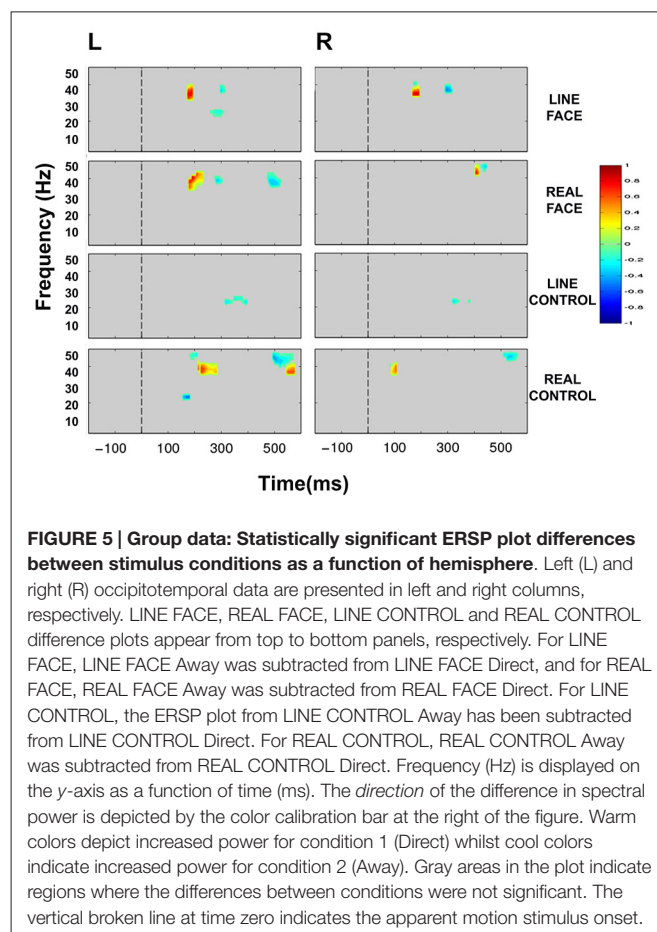 L R
50
40
30
20
10
50
40
30
20
10
50
40
30
20
10
50
40
30
20
10
Frequency (Hz)
LINE
FACE
REAL
FACE
LINE
CONTROL
REAL
CONTROL
1
0.8
0.6
0.4
0.2
0
-0.2
-0.4
-0.6
-0.8
-1
−100 100 300 500 −100 100 300 500
Time(ms)
FIGURE 5 | Group data: Statistically significant ERSP plot differences
between stimulus conditions as a function of hemisphere. Left (L) and
right (R) occipitotemporal data are presented in left and right columns,
respectively. LINE FACE, REAL FACE, LINE CONTROL and REAL CONTROL
difference plots appear from top to bottom panels, respectively. For LINE
FACE, LINE FACE Away was subtracted from LINE FACE Direct, and for REAL
FACE, REAL FACE Away was subtracted from REAL FACE Direct. For LINE
CONTROL, the ERSP plot from LINE CONTROL Away has been subtracted
from LINE CONTROL Direct. For REAL CONTROL, REAL CONTROL Away
was subtracted from REAL CONTROL Direct. Frequency (Hz) is displayed on
the y-axis as a function of time (ms). The direction of the difference in spectral
power is depicted by the color calibration bar at the right of the figure. Warm
colors depict increased power for condition 1 (Direct) whilst cool colors
indicate increased power for condition 2 (Away). Gray areas in the plot indicate
regions where the differences between conditions were not significant. The
vertical broken line at time zero indicates the apparent motion stimulus onset.